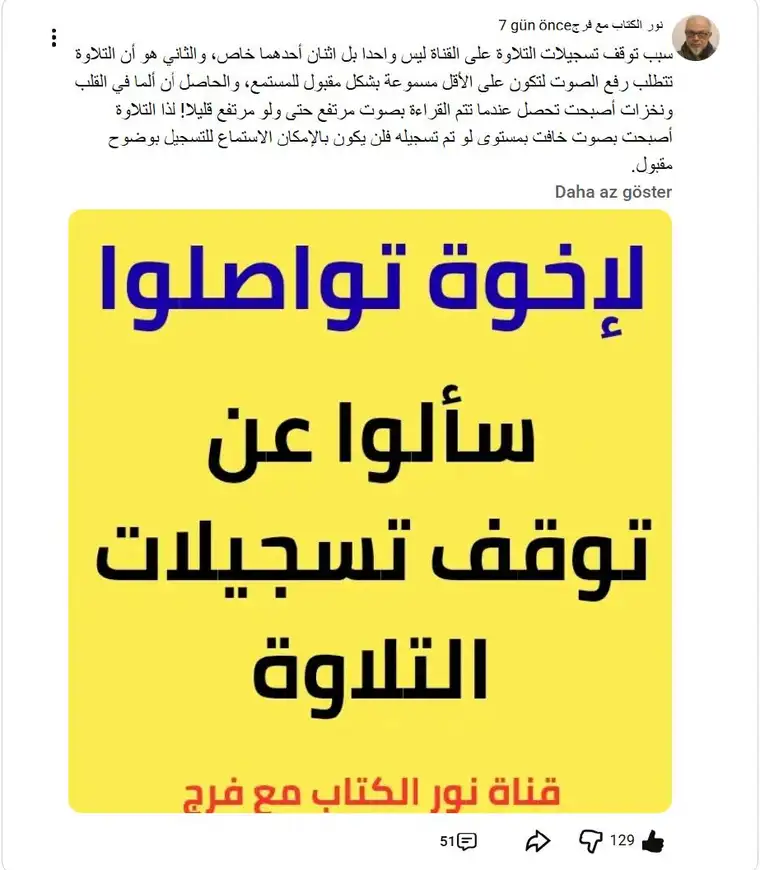 نور الكتاب مع فرج 7 gün önce
سبب توقف تسجيلات التلاوة على القناة ليس واحدا بل اثنان أحدهما خاص، والثاني هو أن التلاوة
تتطلب رفع الصوت لتكون على الأقل مسموعة بشكل مقبول للمستمع، والحاصل أن ألما في القلب
ونخزات أصبحت تحصل عندما تتم القراءة بصوت مرتفع حتى ولو مرتفع قليلا! لذا التلاوة
أصبحت بصوت خافت بمستوى لو تم تسجيله فلن يكون بالإمكان الاستماع للتسجيل بوضوح
مقبول.
Daha az göster
لإخوة تواصلوا
سألوا عن
توقف تسجيلات
التلاوة
قناة نور الكتاب مع فرج
129
51